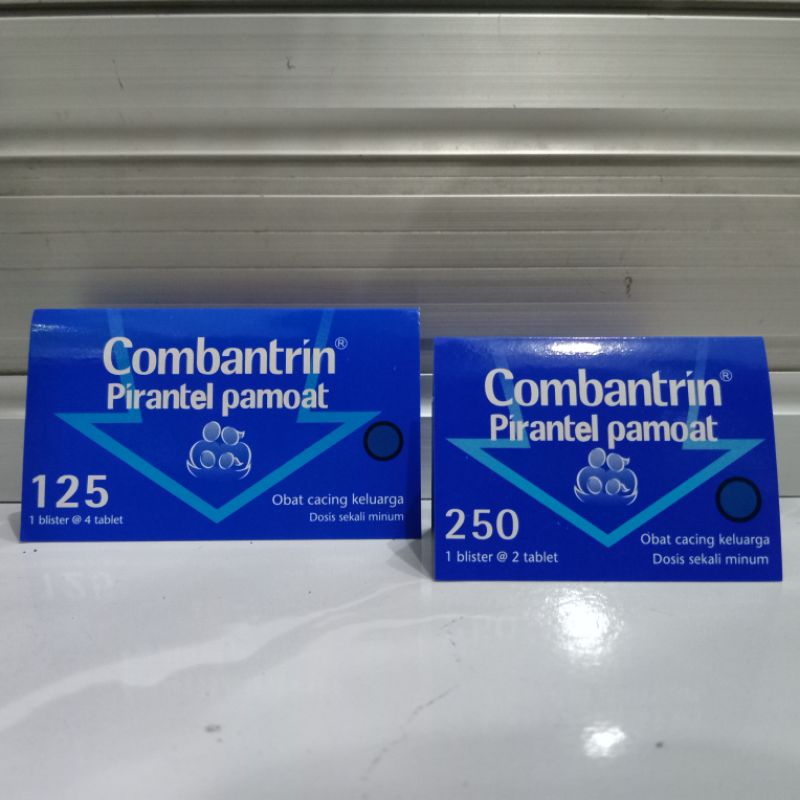 Combantrin®
Pirantel pamoat
125
1 blister @ 4 tablet
Obat cacing keluarga
Dosis sekali minum
Combantrin®
Pirantel pamoat
250
1 blister @ 2 tablet
Obat cacing keluarga
Dosis sekali minum